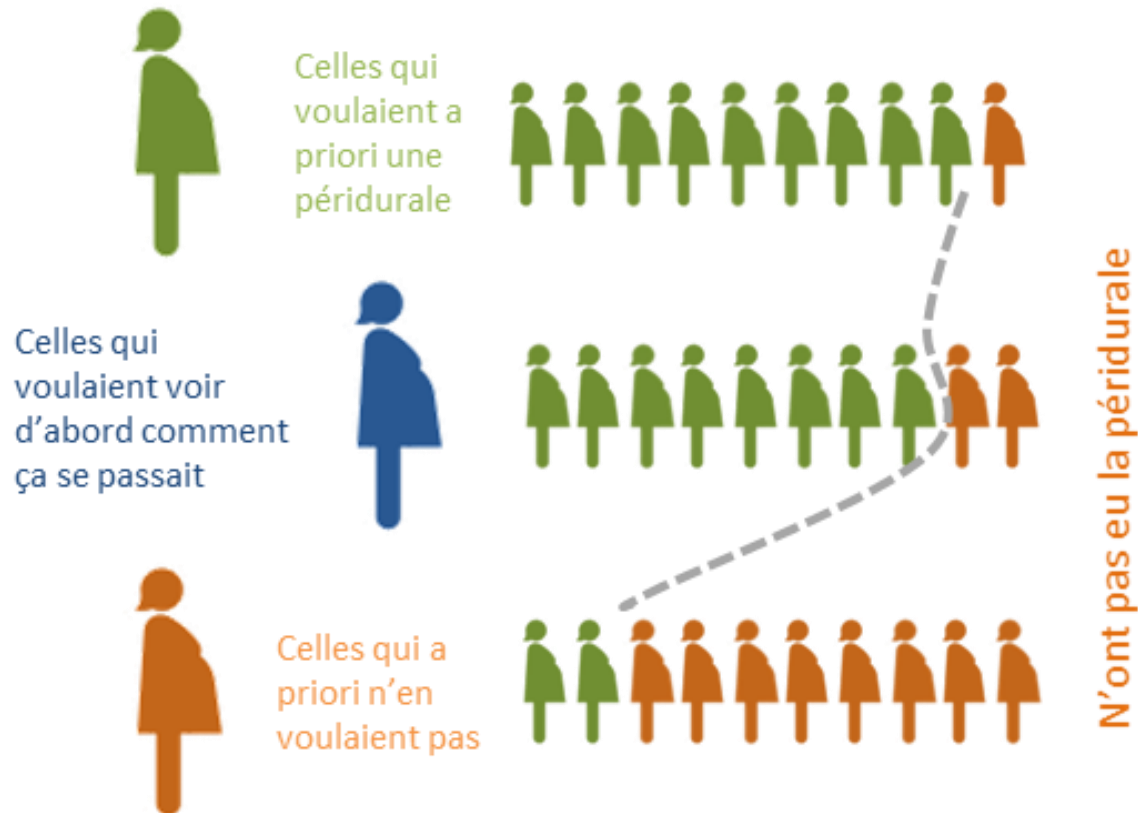 Celles qui
voulaient a
priori une
péridurale
Celles qui
voulaient voir
d’abord comment
ça se passait
Celles qui a
priori n’en
voulaient pas
N’ont pas eu la péridurale